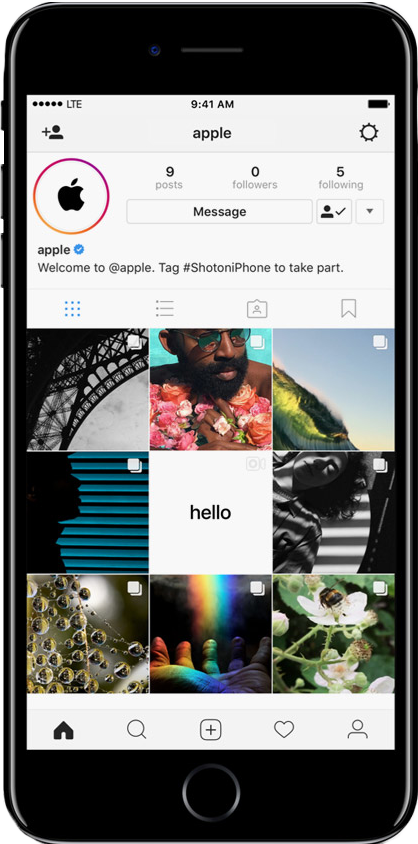 LTE 9:41 AM
apple
9 0 5
posts followers following
Message
apple
Welcome to @apple. Tag #ShotoniPhone to take part.
hello